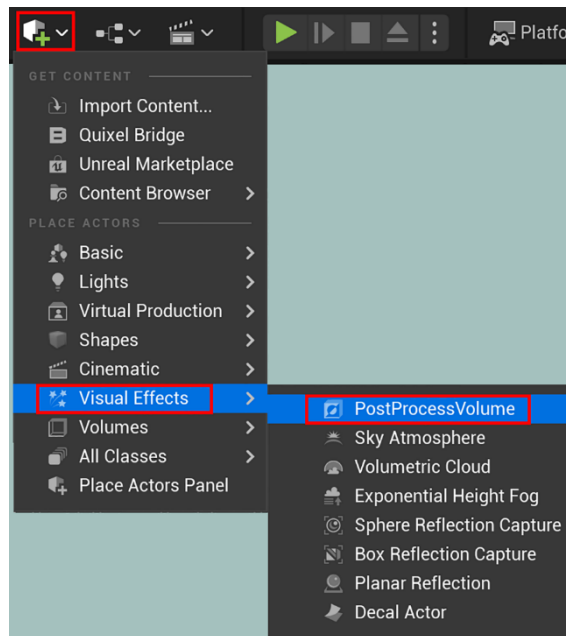 Platfo
GET CONTENT
Import Content...
Quixel Bridge
Unreal Marketplace
Content Browser
PLACE ACTORS
Basic
Lights
Virtual Production
Shapes
Cinematic
Visual Effects
Volumes
All Classes
Place Actors Panel
PostProcessVolume
Sky Atmosphere
Volumetric Cloud
Exponential Height Fog
Sphere Reflection Capture
Box Reflection Capture
Planar Reflection
Decal Actor